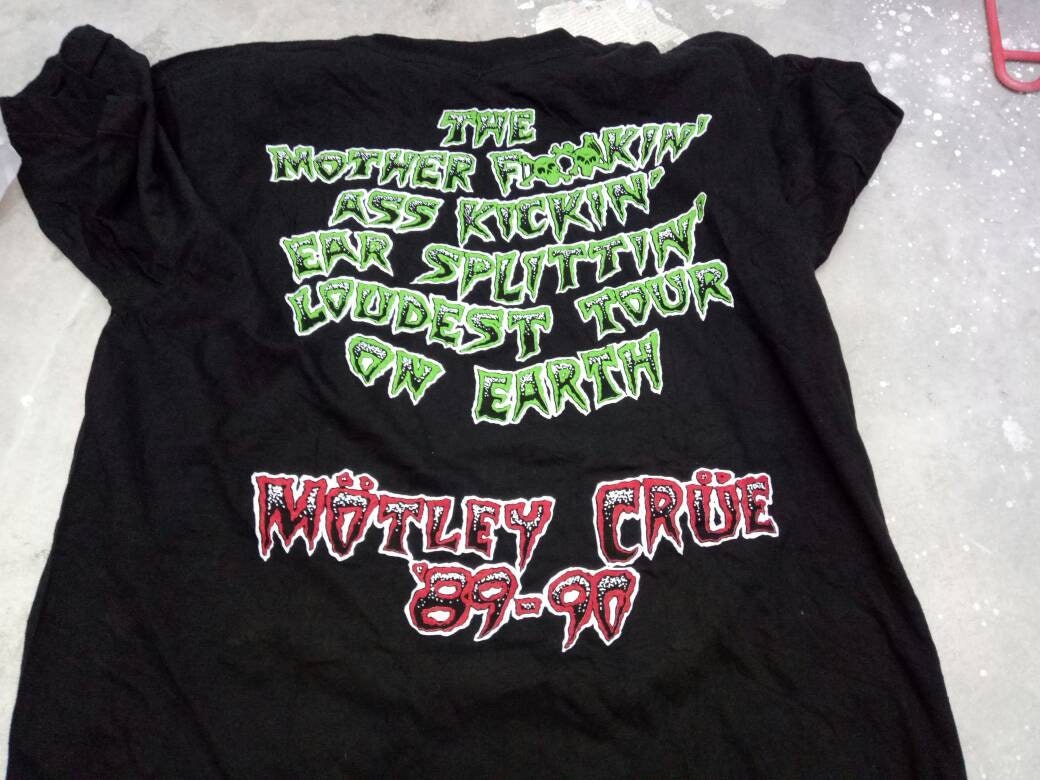 THE
MOTHER F☠☠KIN'
ASS KICKIN'
EAR SPLITTIN'
LOUDEST TOUR
ON EARTH
MÖTLEY CRÜE
'89-90